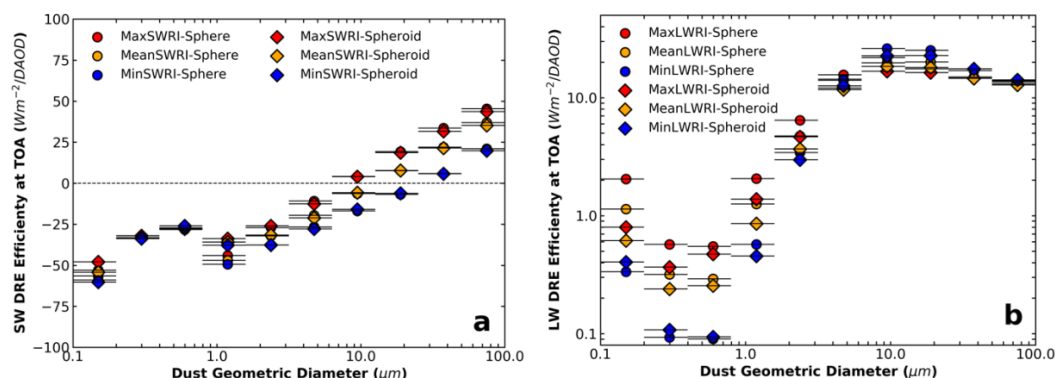 SW DRE Efficiency at TOA (Wm⁻²/DAOD)
100
75
50
25
0
−25
−50
−75
−100
MaxSWRI-Sphere
MeanSWRI-Sphere
MinSWRI-Sphere
MaxSWRI-Spheroid
MeanSWRI-Spheroid
MinSWRI-Spheroid
a
0.1 1.0 10.0 100.0
Dust Geometric Diameter (μm)
LW DRE Efficiency at TOA (Wm⁻²/DAOD)
10.0
1.0
0.1
MaxLWRI-Sphere
MeanLWRI-Sphere
MinLWRI-Sphere
MaxLWRI-Spheroid
MeanLWRI-Spheroid
MinLWRI-Spheroid
b
0.1 1.0 10.0 100.0
Dust Geometric Diameter (μm)